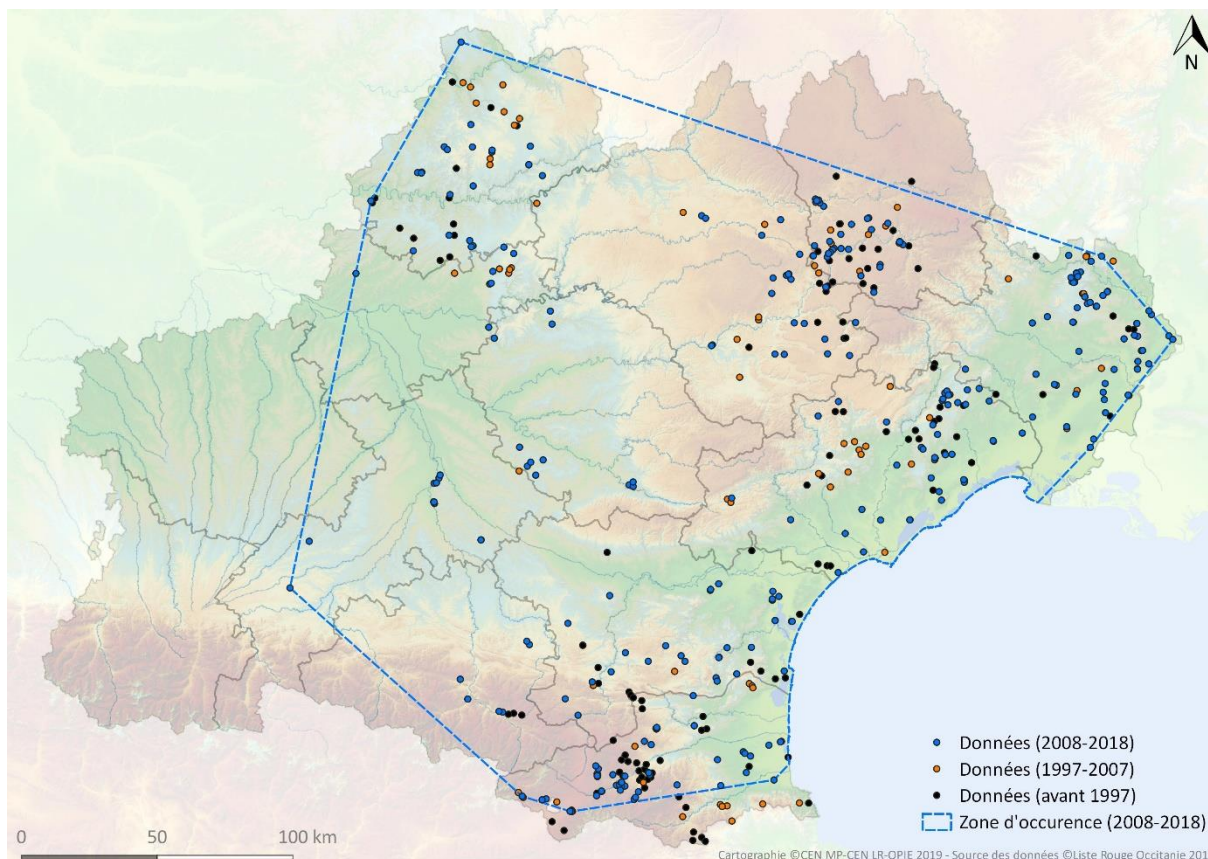 N
Données (2008-2018)
Données (1997-2007)
Données (avant 1997)
Zone d'occurence (2008-2018)
0 50 100 km
Cartographie ©CEN MP-CEN LR-OPIE 2019 - Source des données ©Liste Rouge Occitanie 201